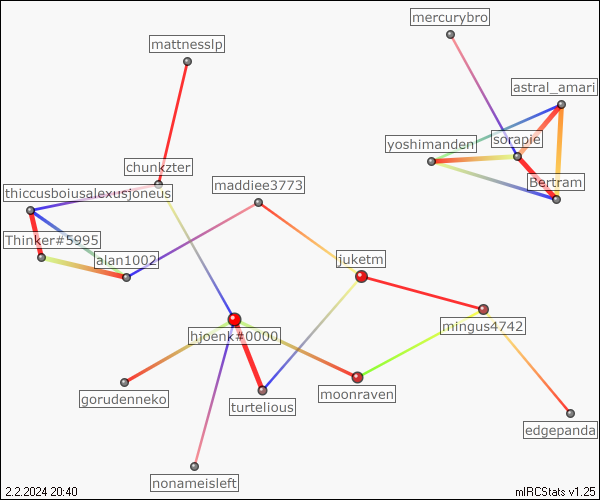 mercurybro
mattnesslp
astral_amari
sorapie
yoshimanden
chunkzter
Bertram
maddiee3773
thiccusboiusalexusjoneus
Thinker#5995
alan1002
juketm
mingus4742
hjoenk#0000
moonraven
gorudenneko
turtelious
edgepanda
nonameisleft
2.2.2024 20:40
mIRCStats v1.25